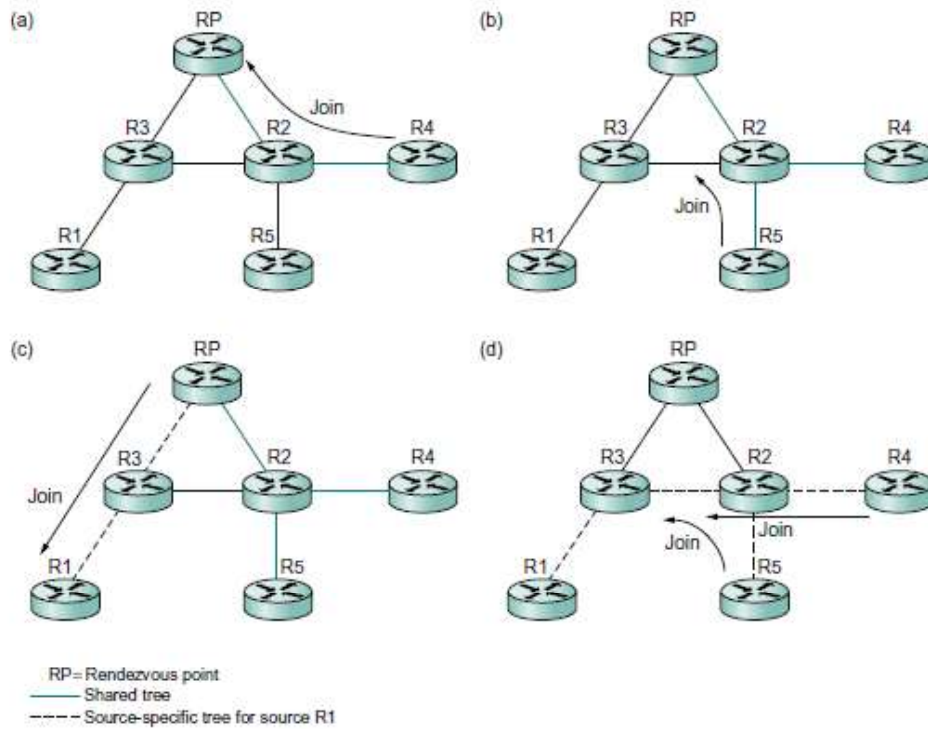 (a)
RP
Join
R3
R2
R4
R1
R5
(b)
RP
R3
R2
R4
Join
R1
R5
(c)
RP
Join
R3
R2
R4
R1
R5
(d)
RP
R3
R2
R4
Join
Join
R1
R5
RP= Rendezvous point
Shared tree
Source-specific tree for source R1